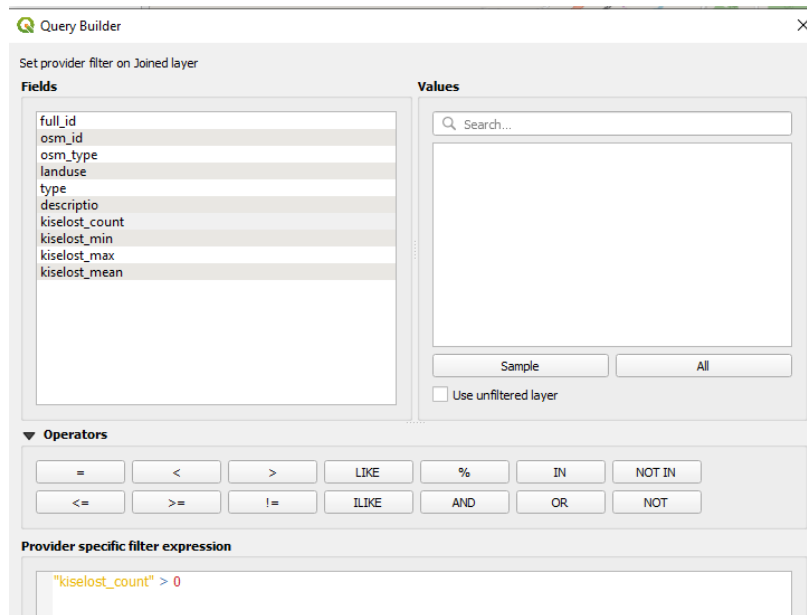 Query Builder
Set provider filter on Joined layer
Fields
full_id
osm_id
osm_type
landuse
type
descriptio
kiselost_count
kiselost_min
kiselost_max
kiselost_mean
Values
Search...
Sample
All
Use unfiltered layer
Operators
= < > LIKE % IN NOT IN
<= >= != ILIKE AND OR NOT
Provider specific filter expression
"kiselost_count" > 0